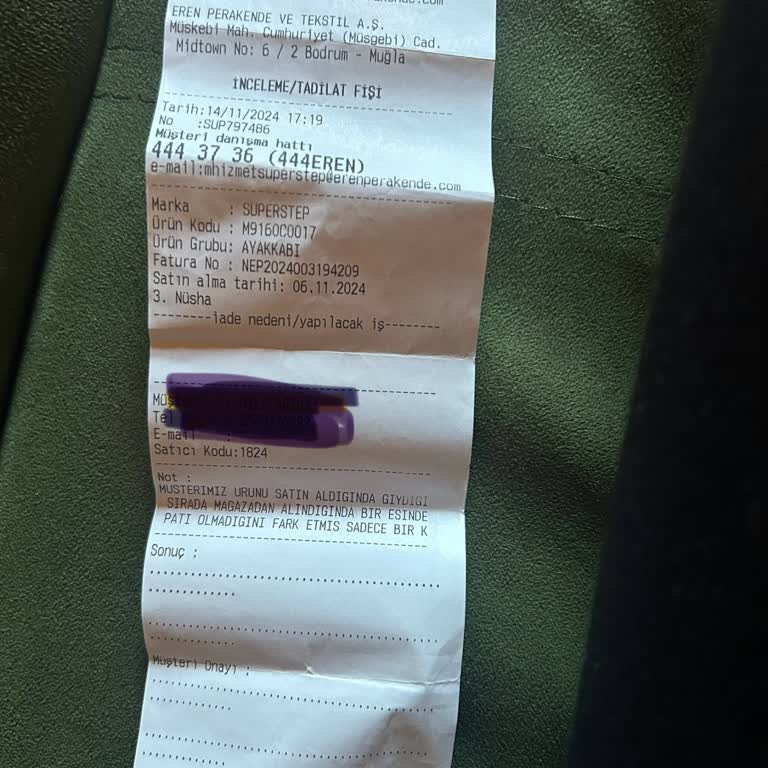 EREN PERAKENDE VE TEKSTİL A.Ş.
Müskebi Mah. Cumhuriyet (Müsgebi) Cad.
Midtown No: 6 / 2 Bodrum - Muğla
İNCELEME/TADİLAT FİŞİ
Tarih:14/11/2024 17:19
No :SUP797486
Müşteri danışma hattı
444 37 36 (444EREN)
e-mail:mhizmetsuperstep@erenperakende.com
Marka : SUPERSTEP
Ürün Kodu : M9160C0017
Ürün Grubu: AYAKKABI
Fatura No : NEP2024003194209
Satın alma tarihi: 06.11.2024
3. Nüsha
--------iade nedeni/yapılacak iş--------
Tel
E-mail :
Satıcı Kodu:1824
Not :
MUSTERIMIZ URUNU SATIN ALDIGINDA GIYDIGI
SIRADA MAGAZADAN ALINDIGINDA BIR ESINDE
PATI OLMADIGINI FARK ETMIS SADECE BIR K
Sonuç :
Müşteri Onayı :